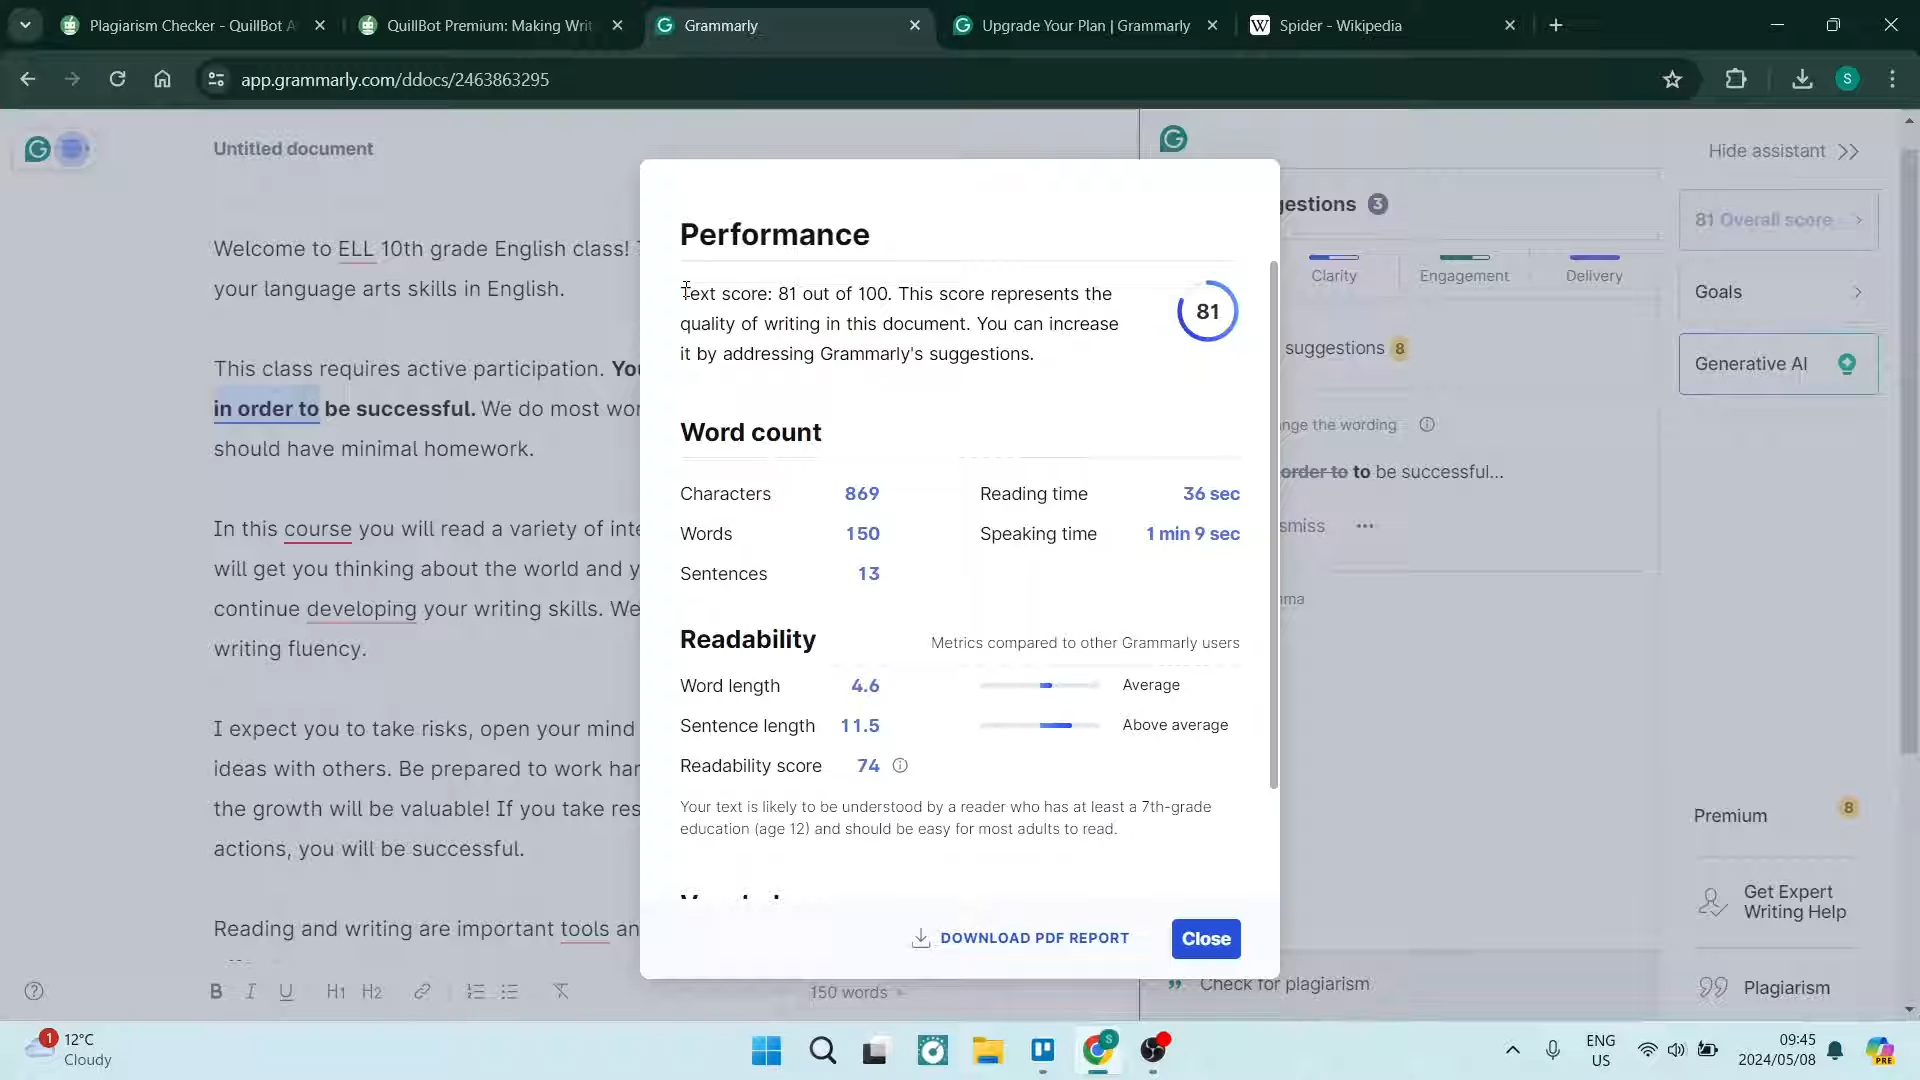 Plagiarism Checker - QuillBot A
QuillBot Premium: Making Writ
Grammarly
Upgrade Your Plan | Grammarly
W Spider - Wikipedia
app.grammarly.com/ddocs/2463863295
S
Untitled document
Hide assistant
Welcome to ELL 10th grade English class!
your language arts skills in English.
This class requires active participation. You
in order to be successful. We do most wor
should have minimal homework.
In this course you will read a variety of inte
will get you thinking about the world and y
continue developing your writing skills. We
writing fluency.
I expect you to take risks, open your mind
ideas with others. Be prepared to work har
the growth will be valuable! If you take res
actions, you will be successful.
Reading and writing are important tools an
B I U H1 H2
150 words
Performance
Text score: 81 out of 100. This score represents the
quality of writing in this document. You can increase
it by addressing Grammarly's suggestions.
81
Word count
Characters 869
Reading time 36 sec
Words 150
Speaking time 1 min 9 sec
Sentences 13
Readability
Metrics compared to other Grammarly users
Word length 4.6 Average
Sentence length 11.5 Above average
Readability score 74
Your text is likely to be understood by a reader who has at least a 7th-grade
education (age 12) and should be easy for most adults to read.
DOWNLOAD PDF REPORT
Close
gestions 3
Clarity
Engagement
Delivery
suggestions 8
nge the wording
order to to be successful...
smiss
ma
Check for plagiarism
81 Overall score
Goals
Generative AI
Premium 8
Get Expert
Writing Help
Plagiarism
1
12°C
Cloudy
S
ENG
US
09:45
2024/05/08
PRE